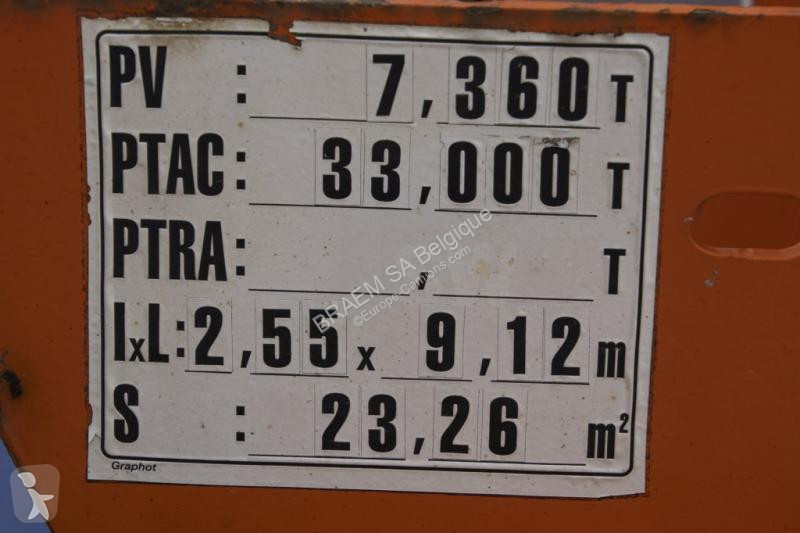 PV : 7,360 T
PTAC: 33,000 T
PTRA: , T
lxL: 2,55 x 9,12 m
S : 23,26 m²
Graphot
BRAEM SA Belgique
©Europe-Camions.com